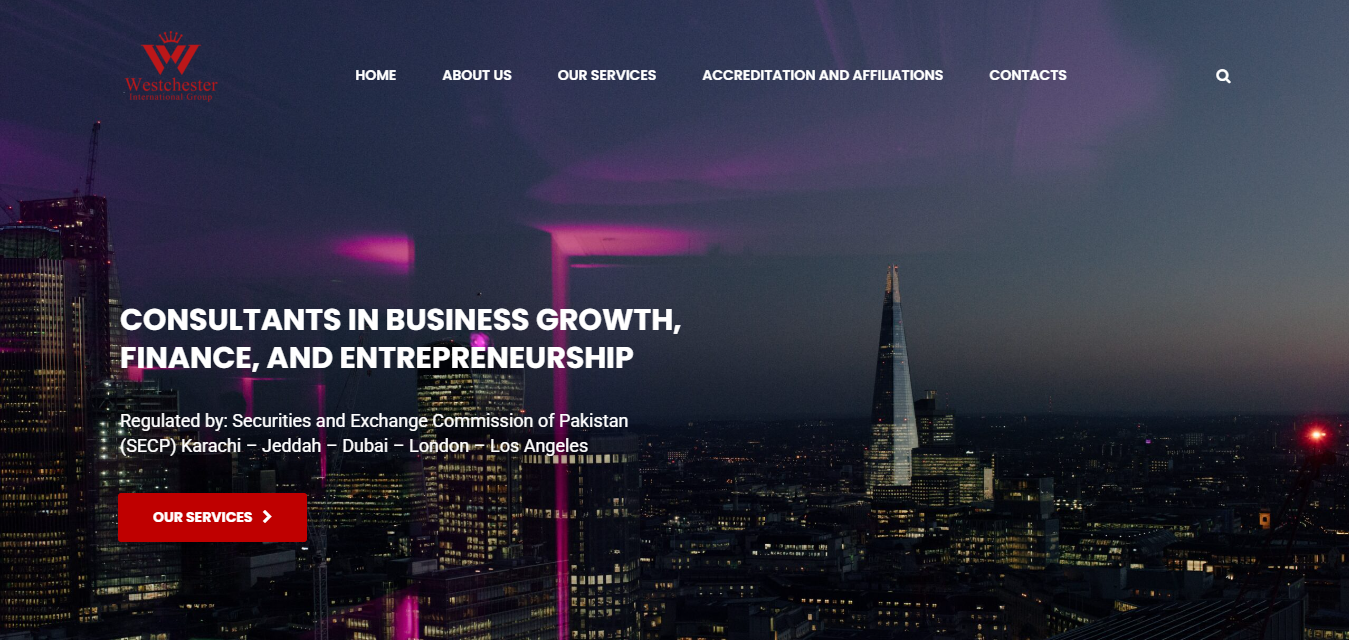 Westchester
International Group
HOME
ABOUT US
OUR SERVICES
ACCREDITATION AND AFFILIATIONS
CONTACTS
CONSULTANTS IN BUSINESS GROWTH,
FINANCE, AND ENTREPRENEURSHIP
Regulated by: Securities and Exchange Commission of Pakistan
(SECP) Karachi – Jeddah – Dubai – London – Los Angeles
OUR SERVICES